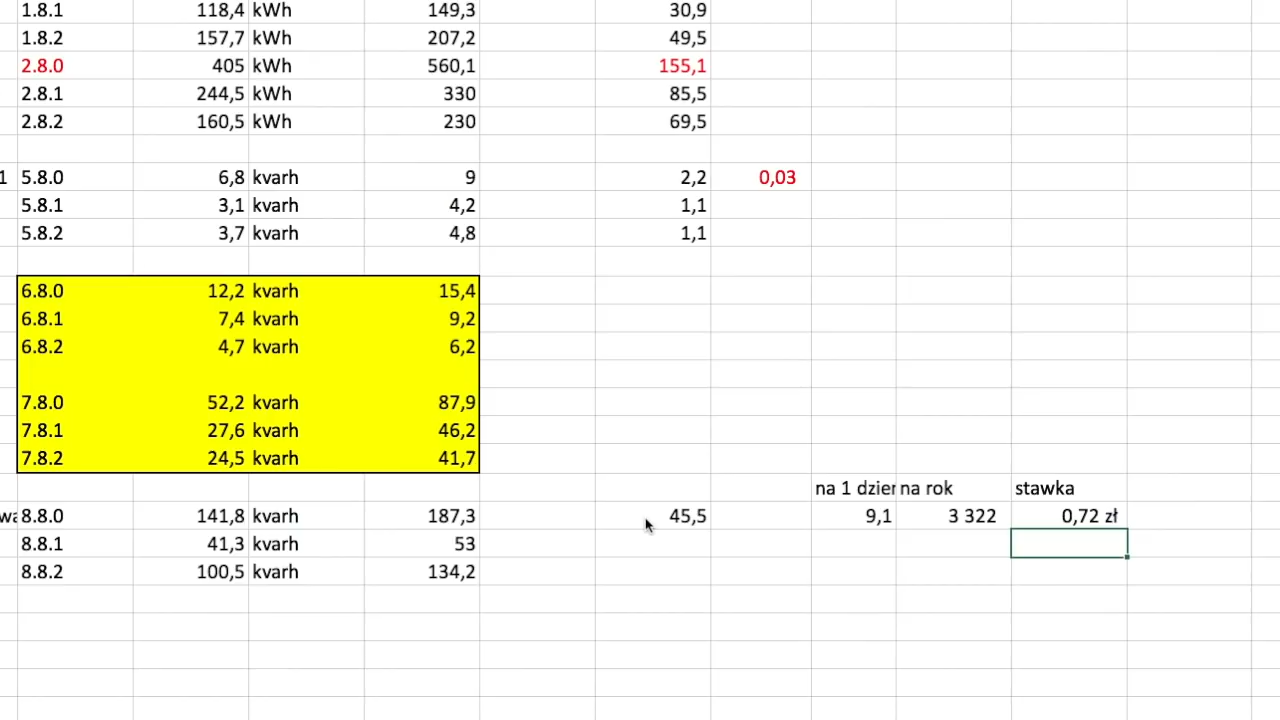 1.8.1 118,4 kWh 149,3 30,9
1.8.2 157,7 kWh 207,2 49,5
2.8.0 405 kWh 560,1 155,1
2.8.1 244,5 kWh 330 85,5
2.8.2 160,5 kWh 230 69,5
1 5.8.0 6,8 kvarh 9 2,2 0,03
5.8.1 3,1 kvarh 4,2 1,1
5.8.2 3,7 kvarh 4,8 1,1
6.8.0 12,2 kvarh 15,4
6.8.1 7,4 kvarh 9,2
6.8.2 4,7 kvarh 6,2
7.8.0 52,2 kvarh 87,9
7.8.1 27,6 kvarh 46,2
7.8.2 24,5 kvarh 41,7
na 1 dzier na rok stawka
wa 8.8.0 141,8 kvarh 187,3 45,5 9,1 3 322 0,72 zł
8.8.1 41,3 kvarh 53
8.8.2 100,5 kvarh 134,2